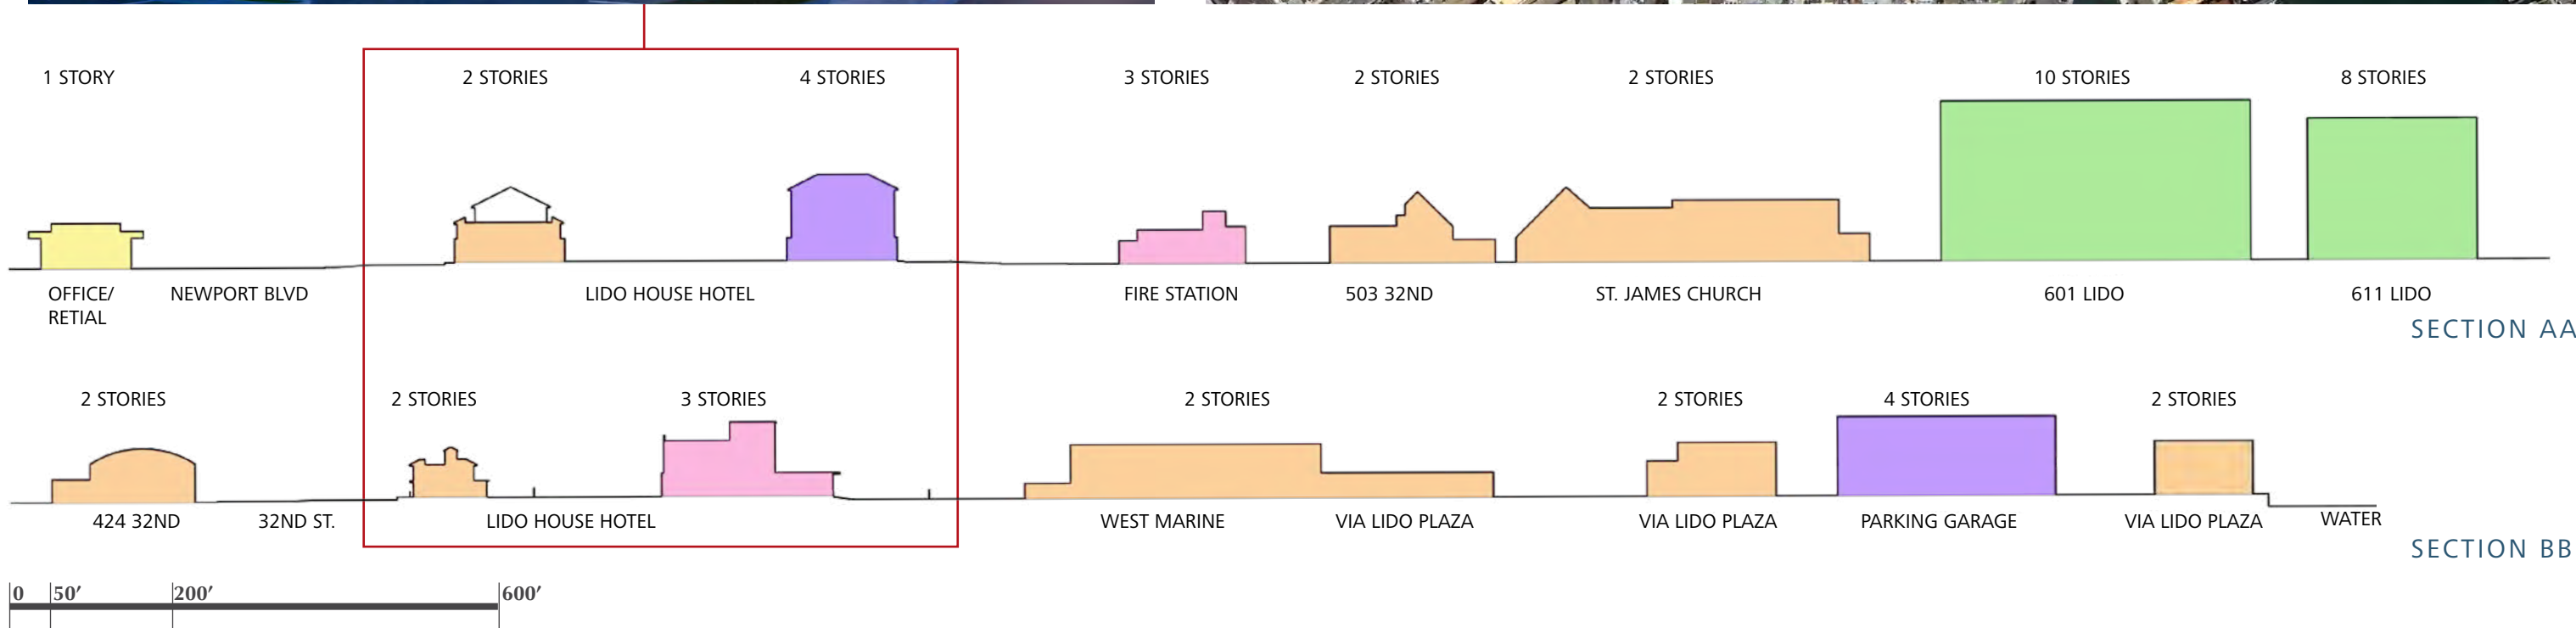 1 STORY 2 STORIES 4 STORIES 3 STORIES 2 STORIES 2 STORIES 10 STORIES 8 STORIES
OFFICE/ NEWPORT BLVD LIDO HOUSE HOTEL FIRE STATION 503 32ND ST. JAMES CHURCH 601 LIDO 611 LIDO
RETIAL
SECTION AA
2 STORIES 2 STORIES 3 STORIES 2 STORIES 2 STORIES 4 STORIES 2 STORIES
424 32ND 32ND ST. LIDO HOUSE HOTEL WEST MARINE VIA LIDO PLAZA VIA LIDO PLAZA PARKING GARAGE VIA LIDO PLAZA WATER
SECTION BB
0 50′ 200′ 600′